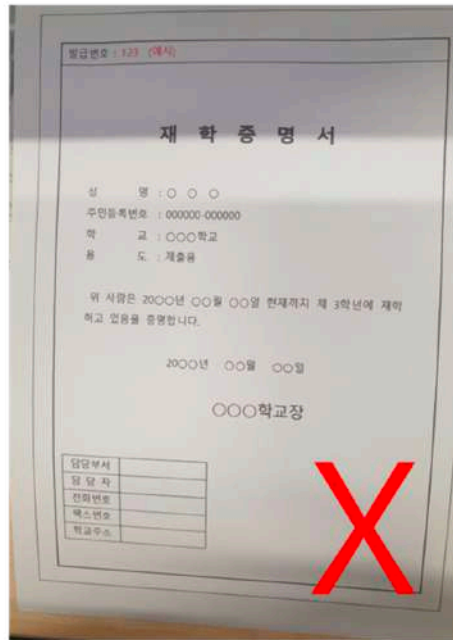 발급번호 : 123 (예시)
재 학 증 명 서
성 명 : ○ ○ ○
주민등록번호 : 000000-000000
학 교 : ○○○학교
용 도 : 제출용
위 사람은 20○○년 ○○월 ○○일 현재까지 제 3학년에 재학
하고 있음을 증명합니다.
20○○년 ○○월 ○○일
○○○학교장
담당부서
담 당 자
전화번호
팩스번호
학교주소
X